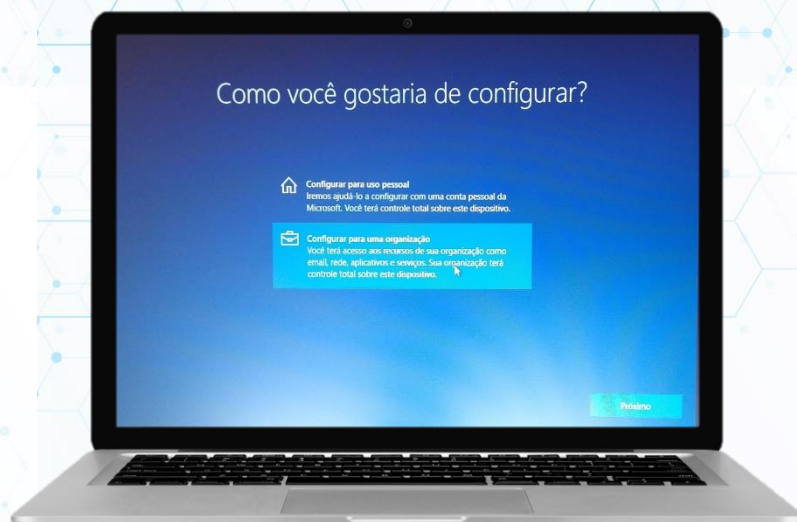 Como você gostaria de configurar?
Configurar para uso pessoal
Iremos ajudá-lo a configurar com uma conta pessoal da
Microsoft. Você terá controle total sobre este dispositivo.
Configurar para uma organização
Você terá acesso aos recursos de sua organização como
email, rede, aplicativos e serviços. Sua organização terá
controle total sobre este dispositivo.
Próximo